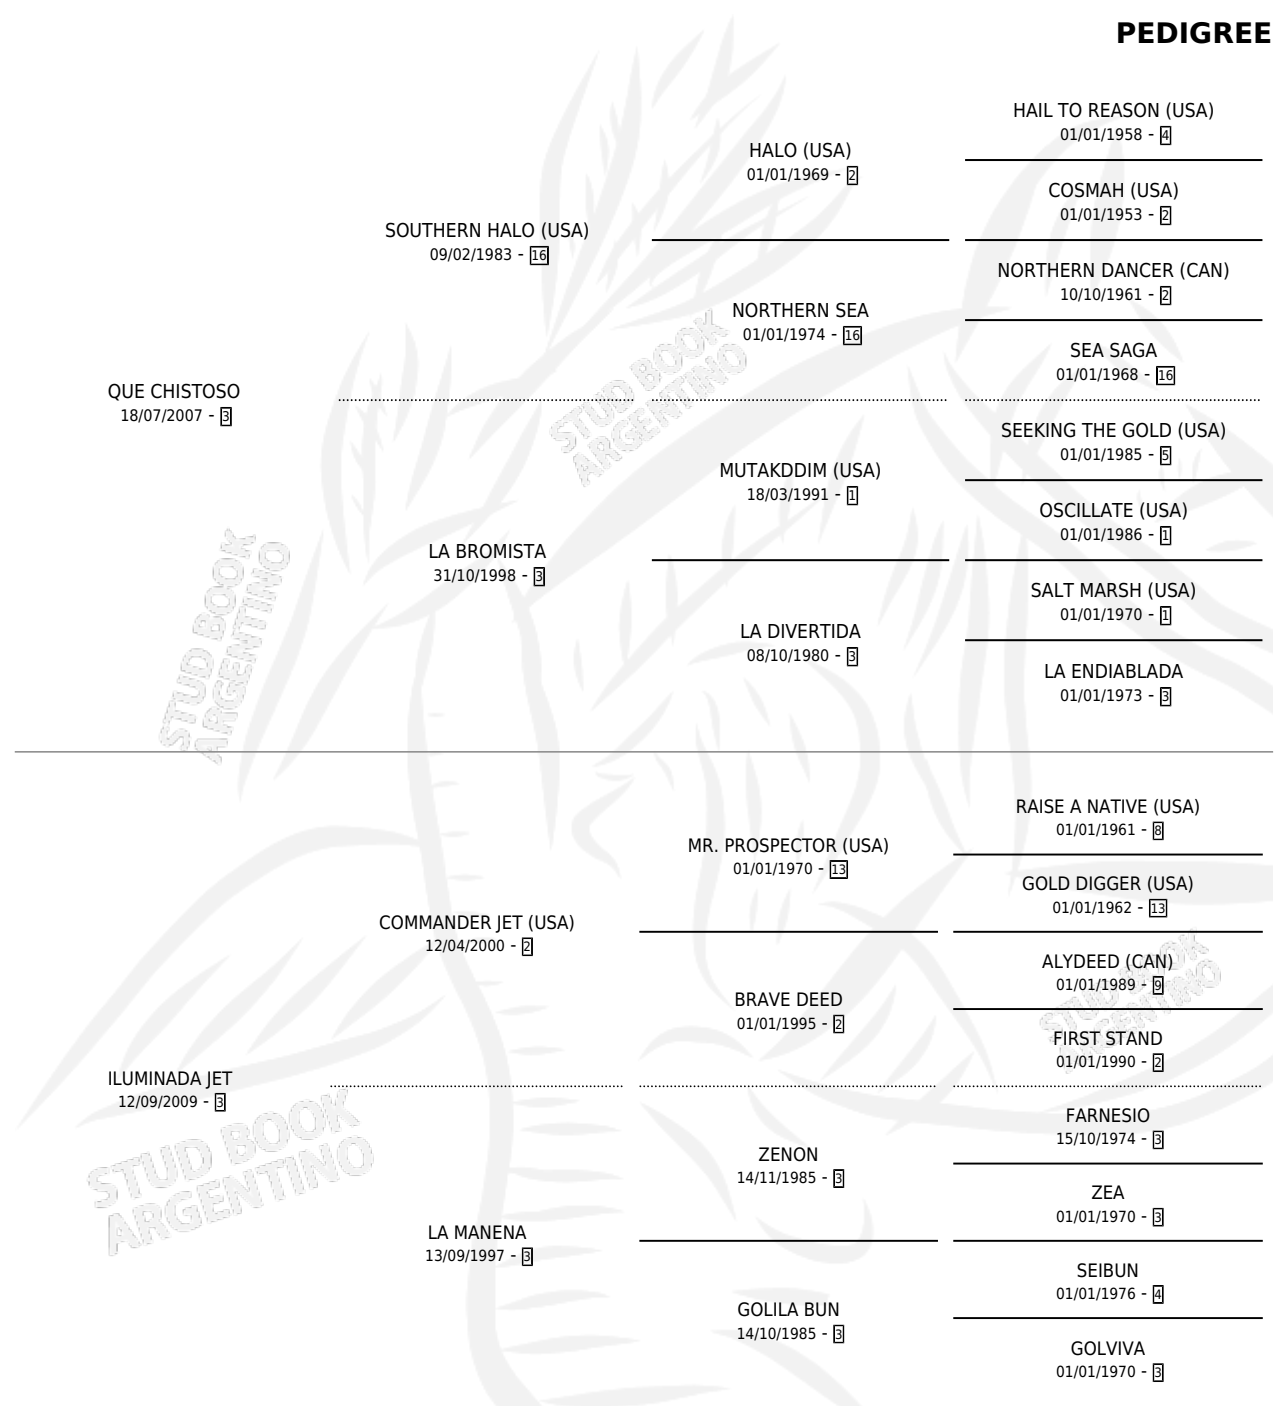 PEDIGREE
HAIL TO REASON (USA)
01/01/1958 - 4
HALO (USA)
01/01/1969 - 2
COSMAH (USA)
01/01/1953 - 2
SOUTHERN HALO (USA)
09/02/1983 - 16
NORTHERN DANCER (CAN)
10/10/1961 - 2
NORTHERN SEA
01/01/1974 - 16
SEA SAGA
01/01/1968 - 16
QUE CHISTOSO
18/07/2007 - 3
SEEKING THE GOLD (USA)
01/01/1985 - 5
MUTAKDDIM (USA)
18/03/1991 - 1
OSCILLATE (USA)
01/01/1986 - 1
LA BROMISTA
31/10/1998 - 3
SALT MARSH (USA)
01/01/1970 - 1
LA DIVERTIDA
08/10/1980 - 3
LA ENDIABLADA
01/01/1973 - 3
RAISE A NATIVE (USA)
01/01/1961 - 8
MR. PROSPECTOR (USA)
01/01/1970 - 13
GOLD DIGGER (USA)
01/01/1962 - 13
COMMANDER JET (USA)
12/04/2000 - 2
ALYDEED (CAN)
01/01/1989 - 9
BRAVE DEED
01/01/1995 - 2
FIRST STAND
01/01/1990 - 2
ILUMINADA JET
12/09/2009 - 3
FARNESIO
15/10/1974 - 3
ZENON
14/11/1985 - 3
ZEA
01/01/1970 - 3
LA MANENA
13/09/1997 - 3
SEIBUN
01/01/1976 - 4
GOLILA BUN
14/10/1985 - 3
GOLVIVA
01/01/1970 - 3
STUD BOOK
ARGENTINO
STUD BOOK
ARGENTINO
STUD BOOK
ARGENTINO
STUD BOOK
ARGENTINO